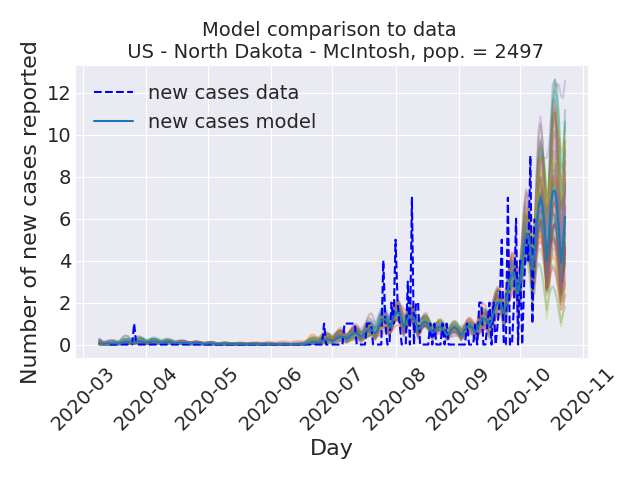 Model comparison to data
US - North Dakota - McIntosh, pop. = 2497
Number of new cases reported
12
10
8
6
4
2
0
new cases data
new cases model
2020-03
2020-04
2020-05
2020-06
2020-07
2020-08
2020-09
2020-10
2020-11
Day